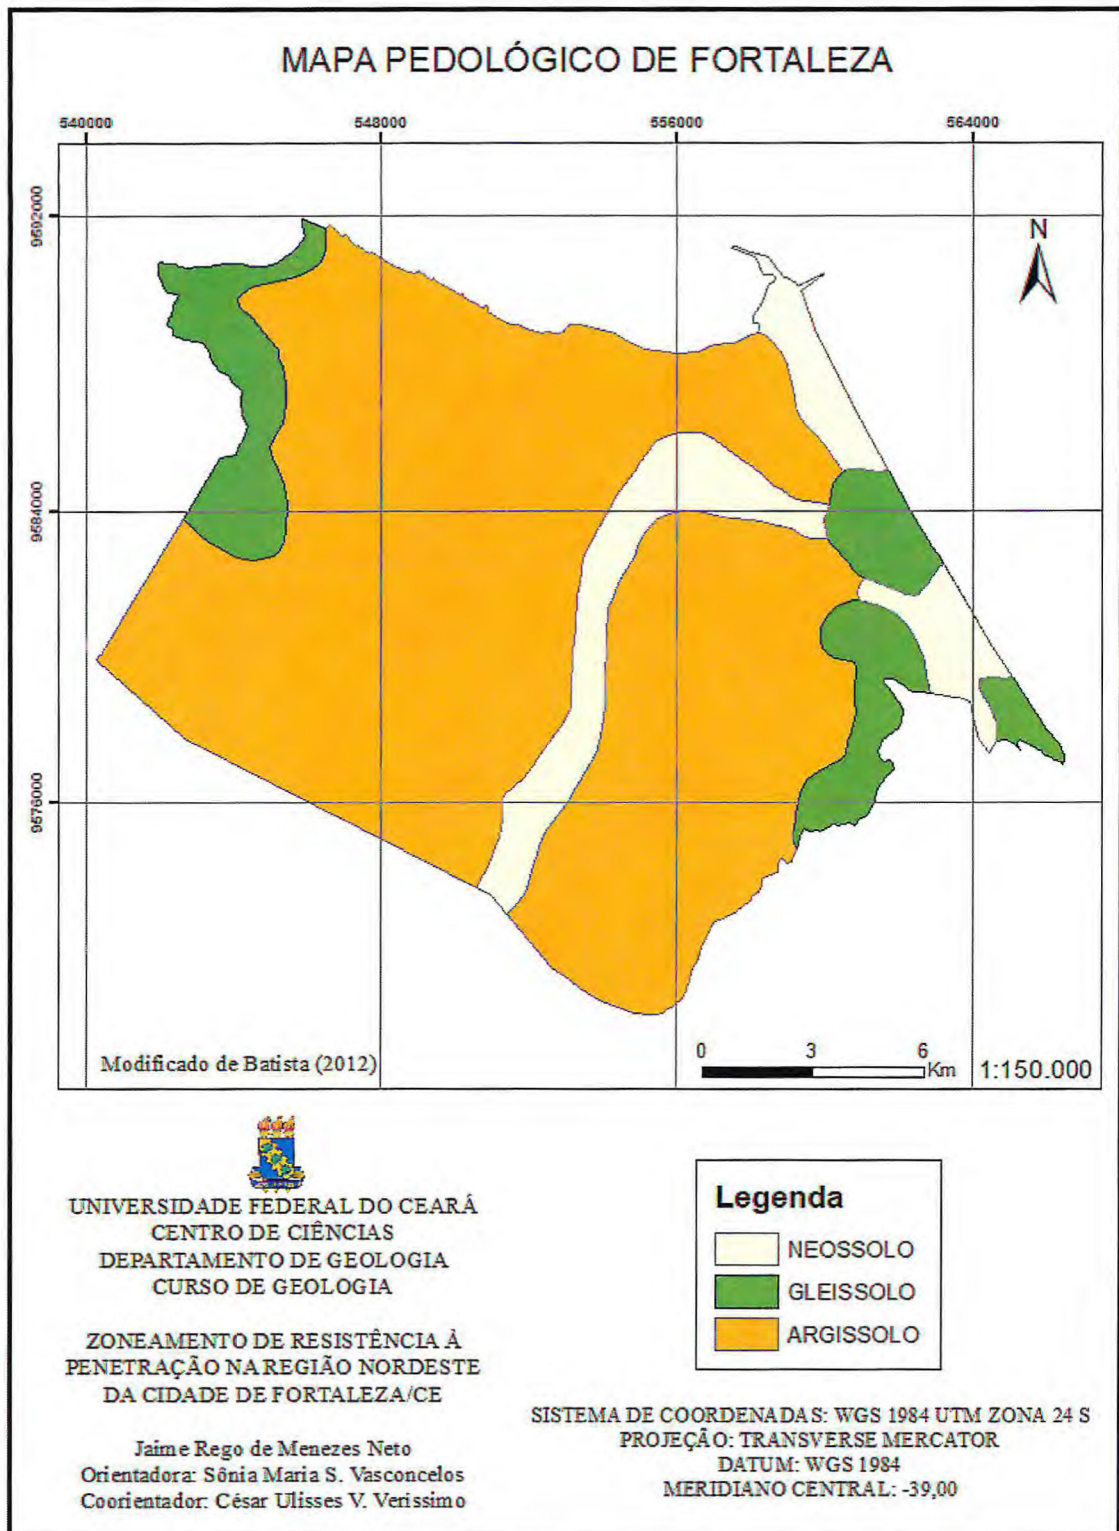 MAPA PEDOLÓGICO DE FORTALEZA
540000
548000
556000
564000
9592000
9584000
9576000
N
Modificado de Batista (2012)
0
3
6
Km
1:150.000
UNIVERSIDADE FEDERAL DO CEARÁ
CENTRO DE CIÊNCIAS
DEPARTAMENTO DE GEOLOGIA
CURSO DE GEOLOGIA
ZONEAMENTO DE RESISTÊNCIA À
PENETRAÇÃO NA REGIÃO NORDESTE
DA CIDADE DE FORTALEZA/CE
Jaime Rego de Menezes Neto
Orientadora: Sônia Maria S. Vasconcelos
Coorientador: César Ulisses V. Veríssimo
Legenda
NEOSSOLO
GLEISSOLO
ARGISSOLO
SISTEMA DE COORDENADAS: WGS 1984 UTM ZONA 24 S
PROJEÇÃO: TRANSVERSE MERCATOR
DATUM: WGS 1984
MERIDIANO CENTRAL: -39,00